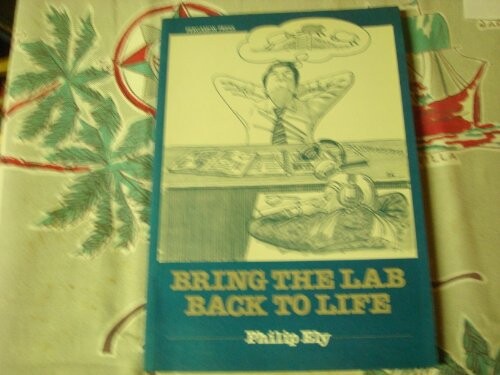 BRING THE LAB
BACK TO LIFE
Philip Ely